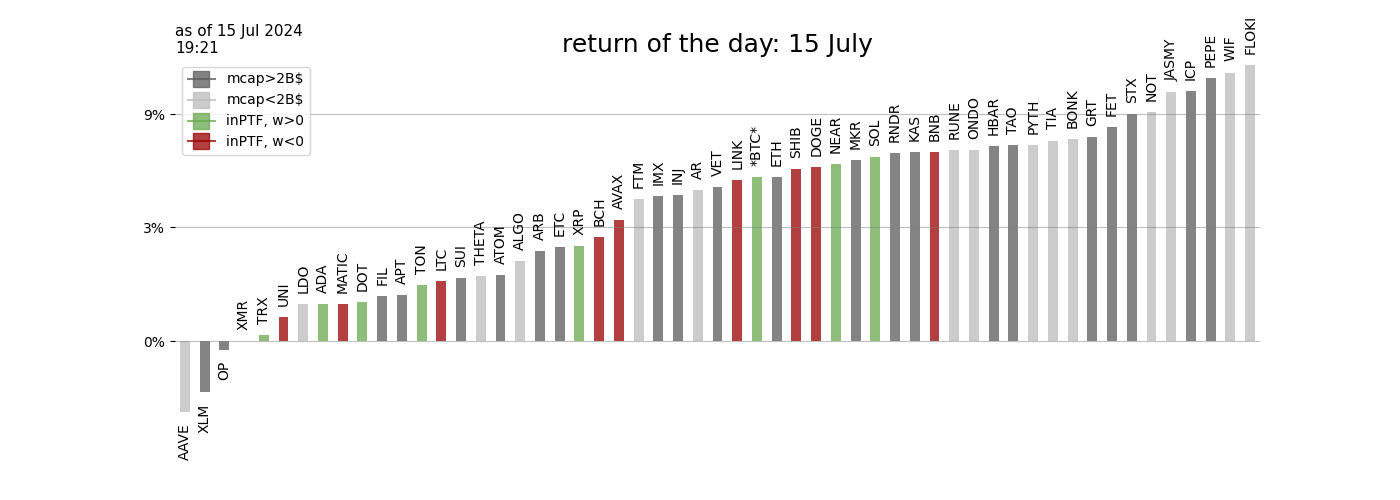 as of 15 Jul 2024
19:21
return of the day: 15 July
mcap>2B$
mcap<2B$
inPTF, w>0
inPTF, w<0
9%
3%
0%
AAVE
XLM
OP
XMR
TRX
UNI
LDO
ADA
MATIC
DOT
FIL
APT
TON
LTC
SUI
THETA
ATOM
ALGO
ARB
ETC
XRP
BCH
AVAX
FTM
IMX
INJ
AR
VET
LINK
*BTC*
ETH
SHIB
DOGE
NEAR
MKR
SOL
RNDR
KAS
BNB
RUNE
ONDO
HBAR
TAO
PYTH
TIA
BONK
GRT
FET
STX
NOT
JASMY
ICP
PEPE
WIF
FLOKI